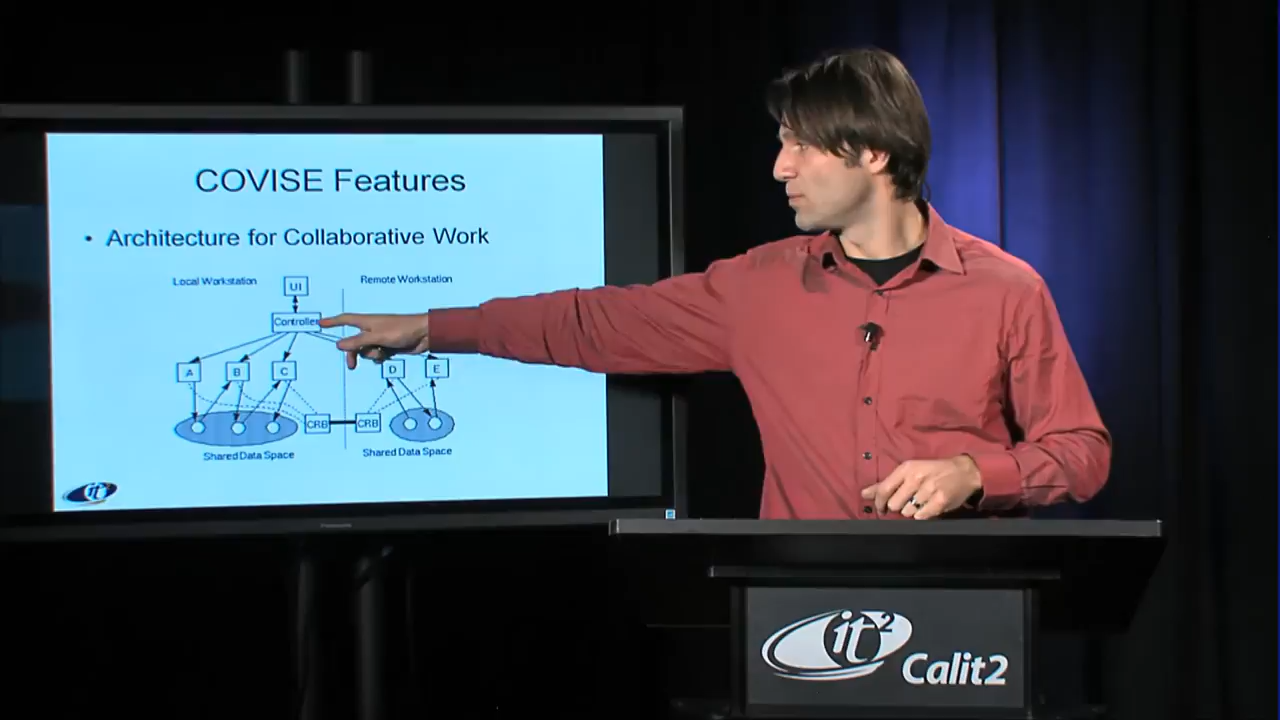 COVISE Features
• Architecture for Collaborative Work
Local Workstation
UI
Remote Workstation
Controller
A
B
C
D
E
CRB
CRB
Shared Data Space
Shared Data Space
it2
it2
Calit2